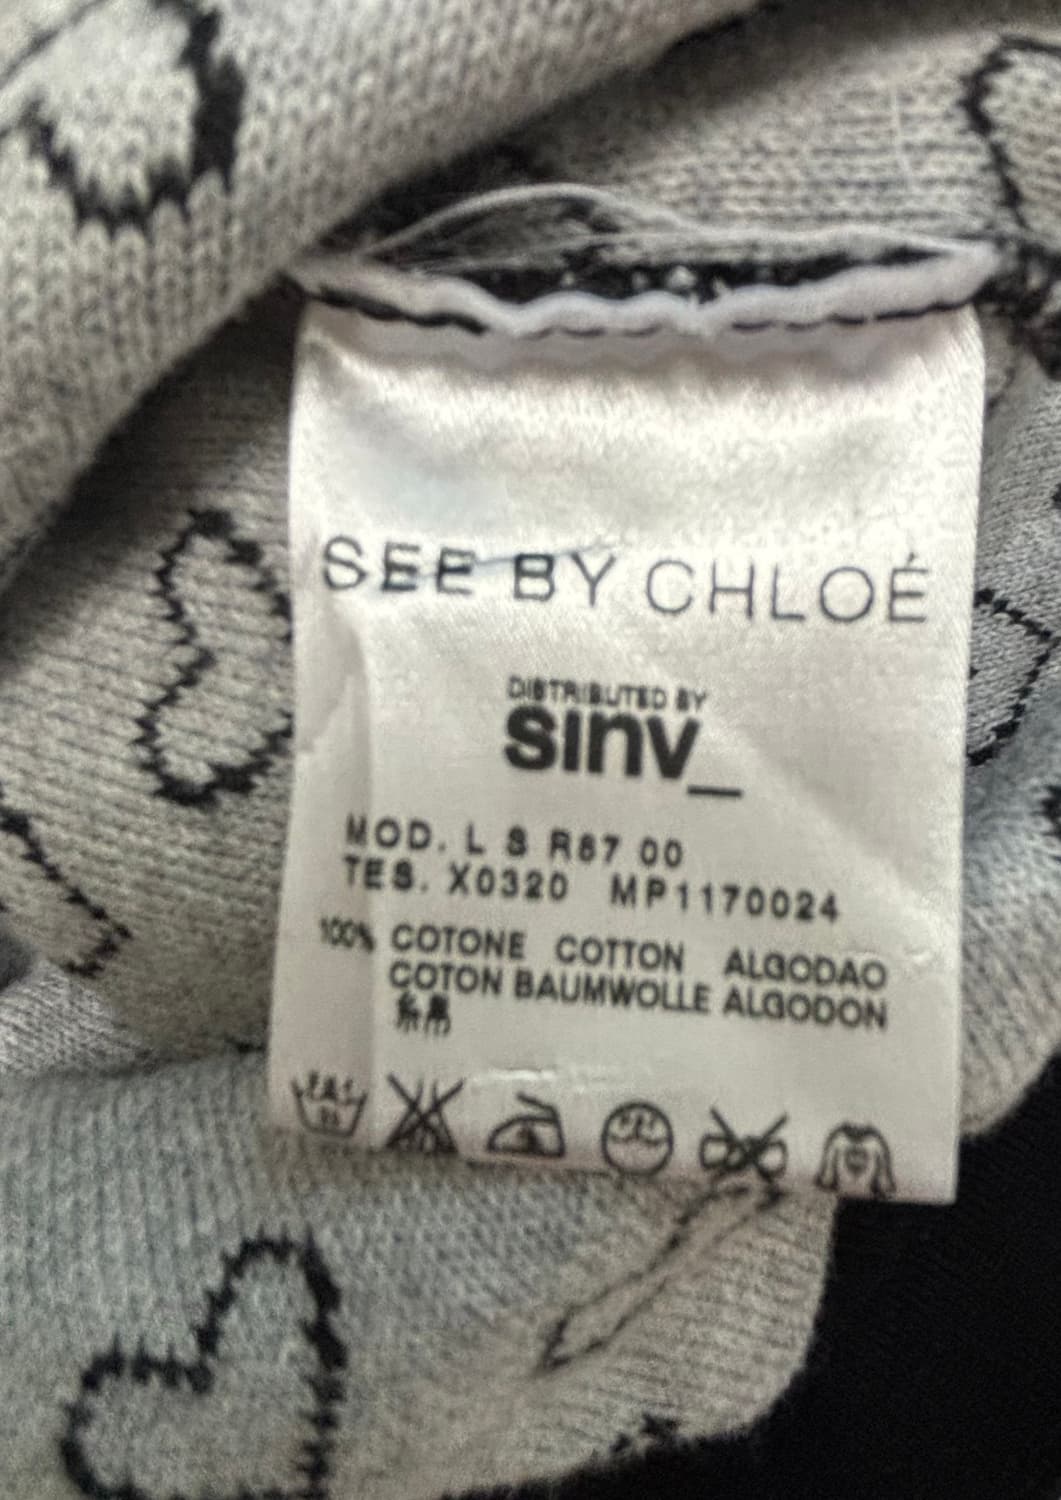 SEE BY CHLOÉ
DISTRIBUTED BY
sinv_
MOD. L S R67 00
TES. X0320 MP1170024
100% COTONE COTTON ALGODAO
COTON BAUMWOLLE ALGODON